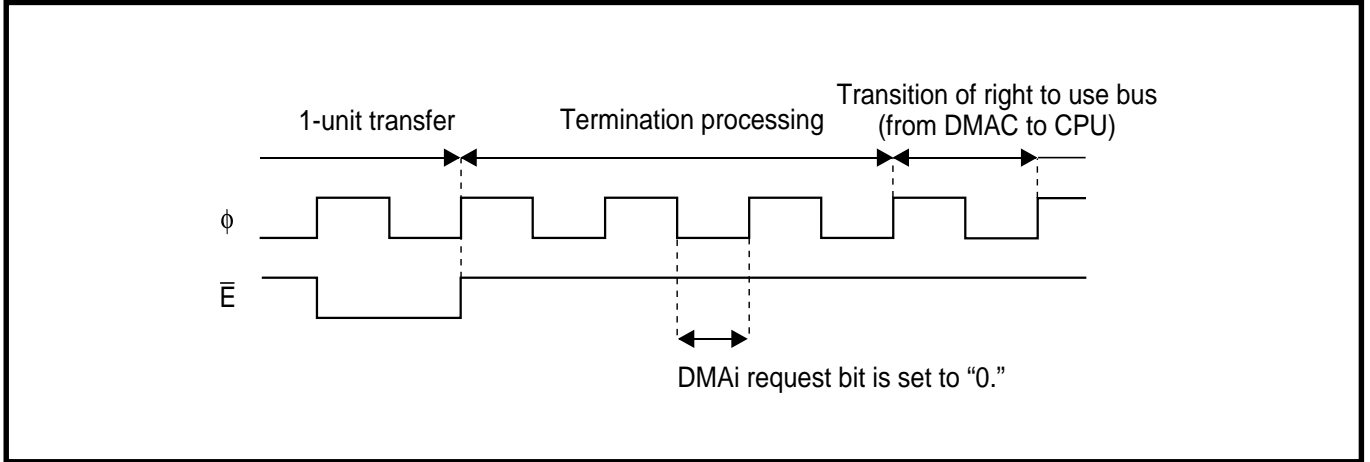 1-unit transfer
Termination processing
Transition of right to use bus
(from DMAC to CPU)
ϕ
E̅
DMAi request bit is set to “0.”